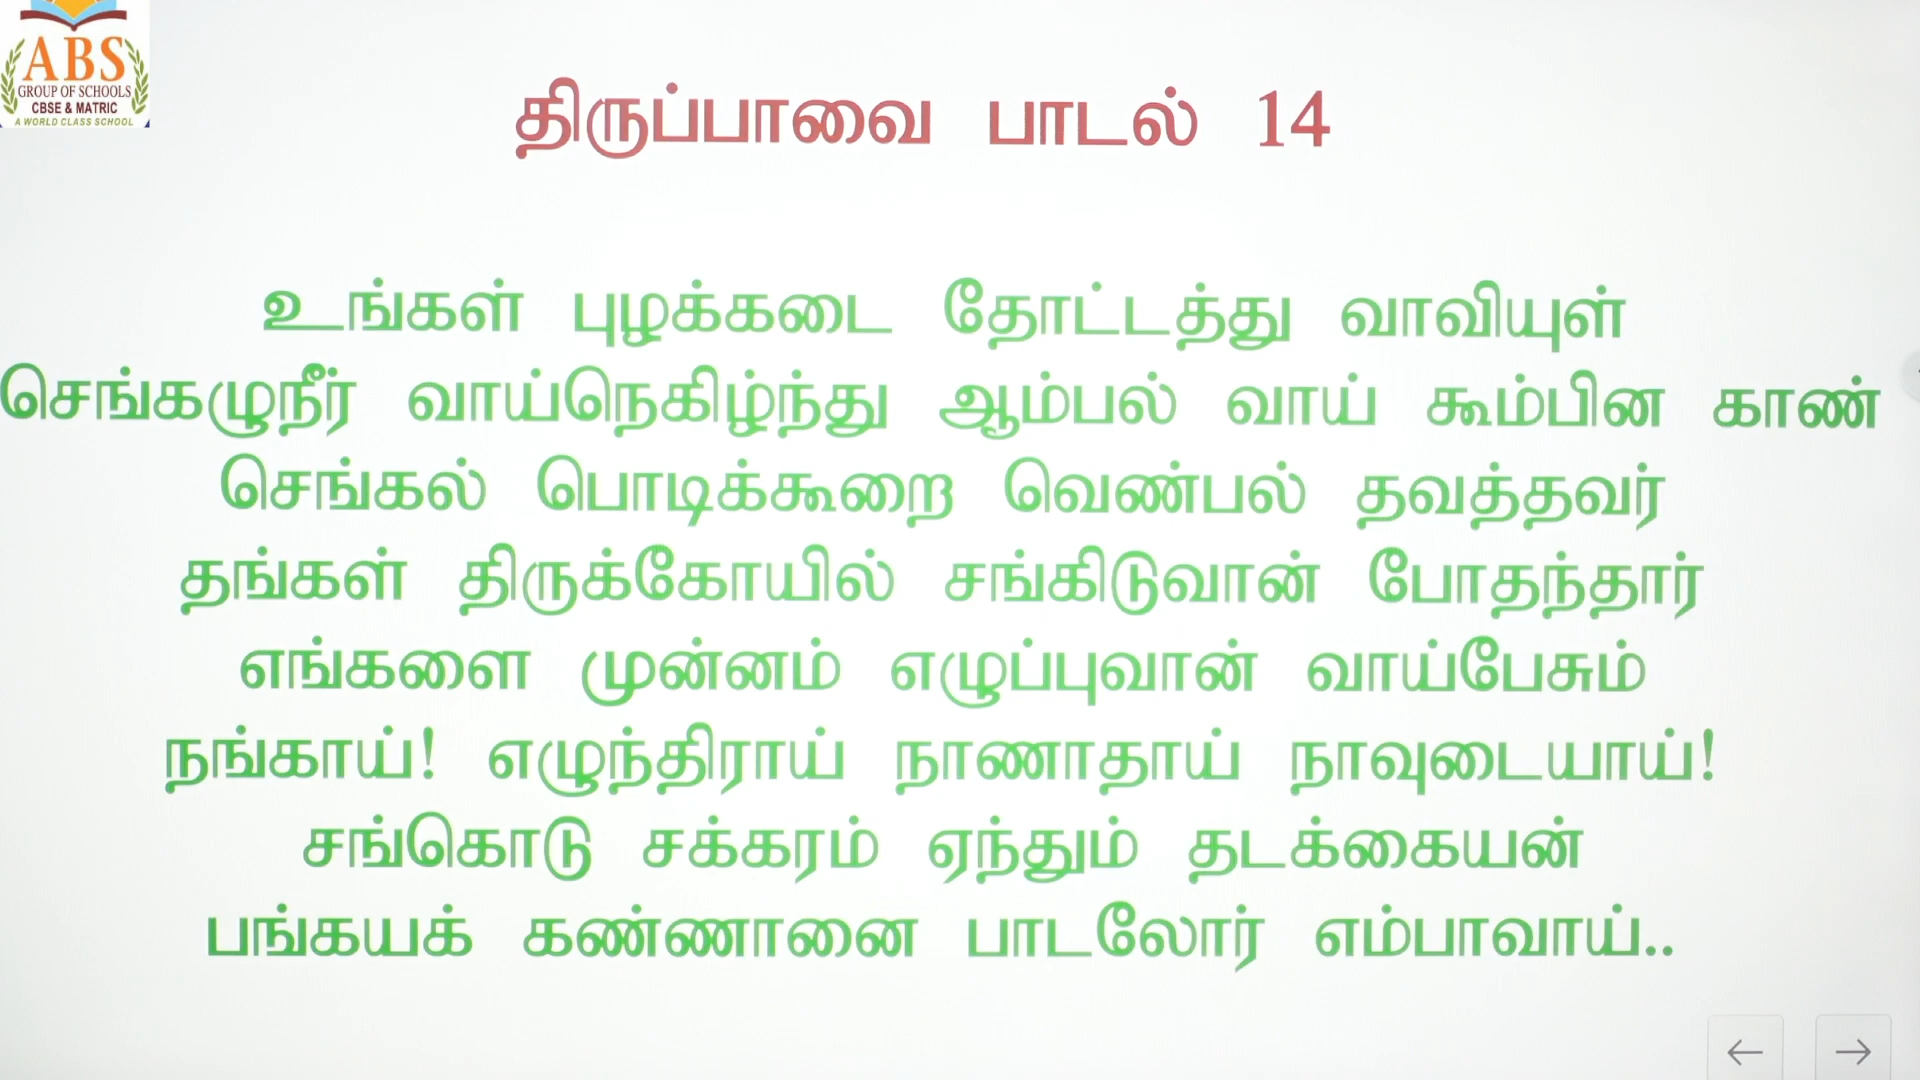 ABS
GROUP OF SCHOOLS
CBSE & MATRIC
A WORLD CLASS SCHOOL
திருப்பாவை பாடல் 14
உங்கள் புழக்கடை தோட்டத்து வாவியுள்
செங்கழுநீர் வாய்நெகிழ்ந்து ஆம்பல் வாய் கூம்பின காண்
செங்கல் பொடிக்கூறை வெண்பல் தவத்தவர்
தங்கள் திருக்கோயில் சங்கிடுவான் போதந்தார்
எங்களை முன்னம் எழுப்புவான் வாய்பேசும்
நங்காய்! எழுந்திராய் நாணாதாய் நாவுடையாய்!
சங்கொடு சக்கரம் ஏந்தும் தடக்கையன்
பங்கயக் கண்ணானை பாடலோர் எம்பாவாய்..